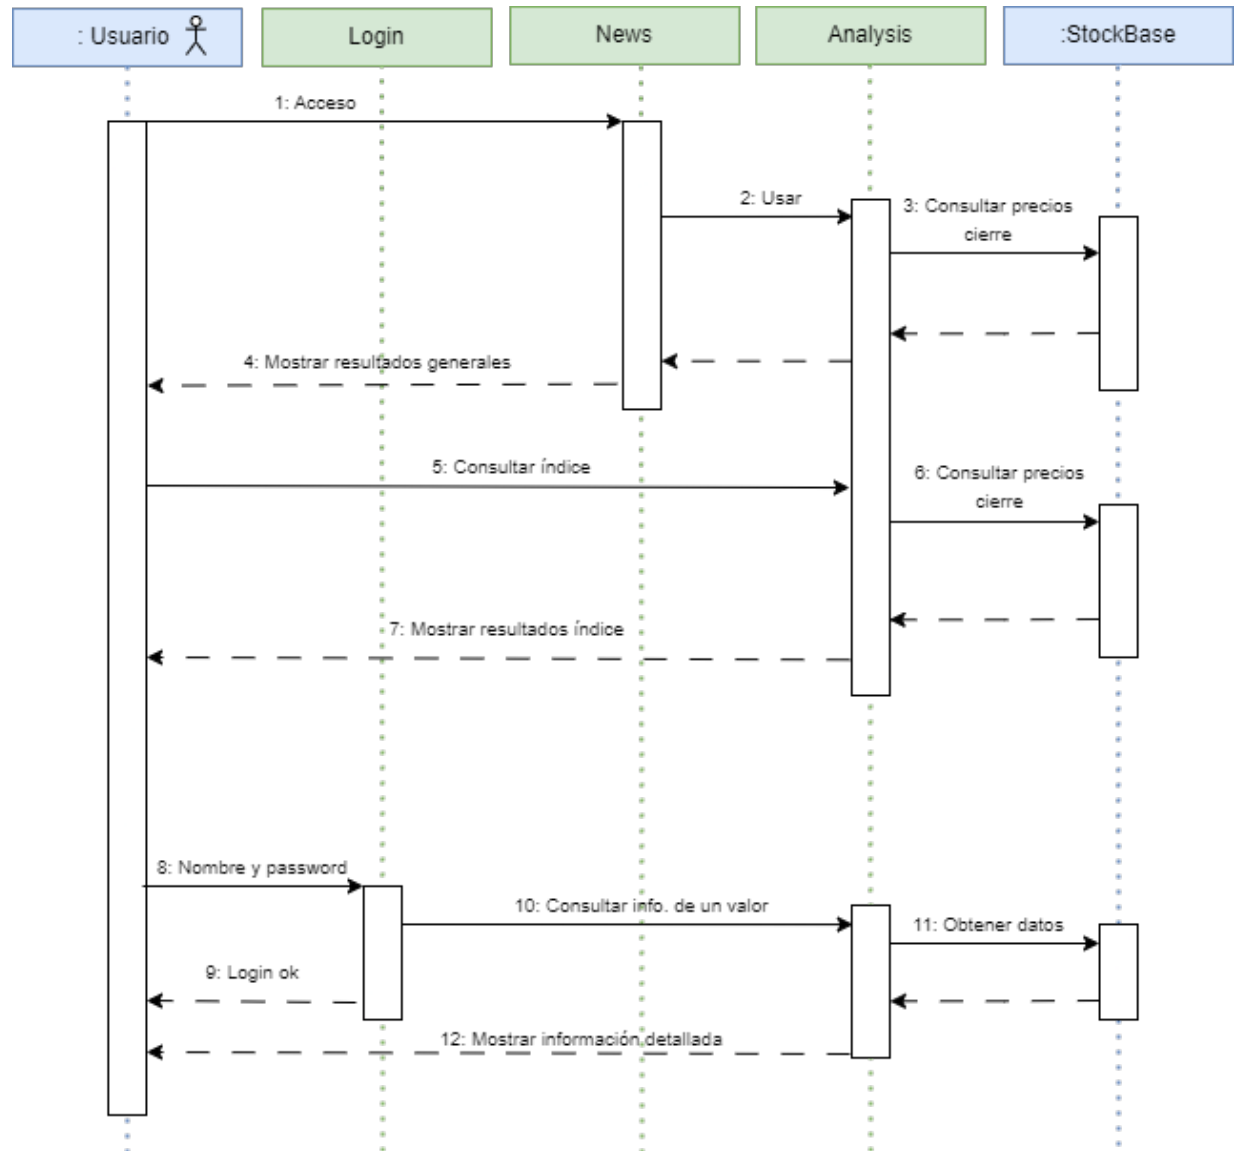 : Usuario
Login
News
Analysis
:StockBase
1: Acceso
2: Usar
3: Consultar precios
cierre
4: Mostrar resultados generales
5: Consultar índice
6: Consultar precios
cierre
7: Mostrar resultados índice
8: Nombre y password
10: Consultar info. de un valor
11: Obtener datos
9: Login ok
12: Mostrar información detallada